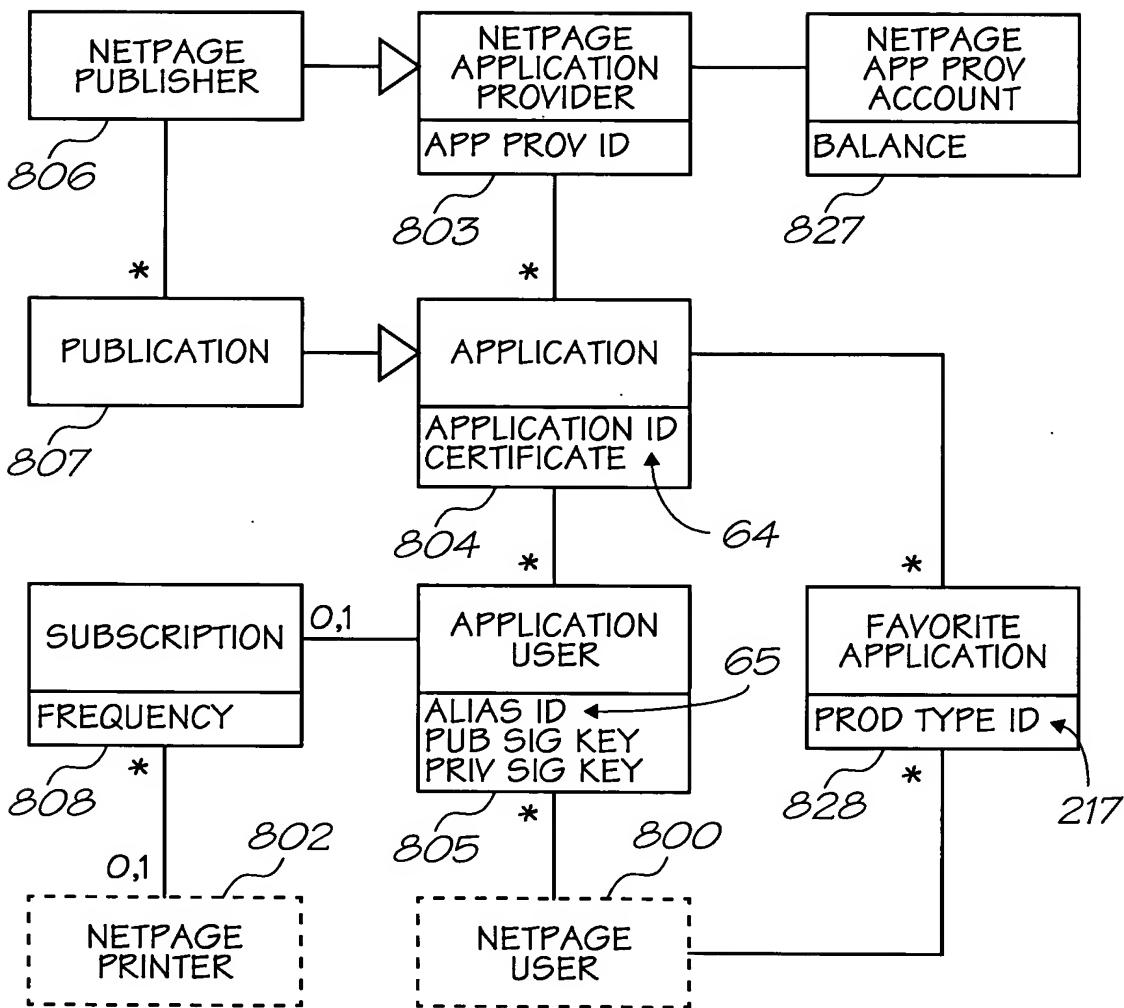 NETPAGE
PUBLISHER
806
NETPAGE
APPLICATION
PROVIDER
APP PROV ID
803
NETPAGE
APP PROV
ACCOUNT
BALANCE
827
*
*
PUBLICATION
807
APPLICATION
APPLICATION ID
CERTIFICATE
804
64
*
*
SUBSCRIPTION
FREQUENCY
808
0,1
APPLICATION
USER
ALIAS ID
PUB SIG KEY
PRIV SIG KEY
805
65
FAVORITE
APPLICATION
PROD TYPE ID
828
217
*
*
*
0,1
802
NETPAGE
PRINTER
800
NETPAGE
USER